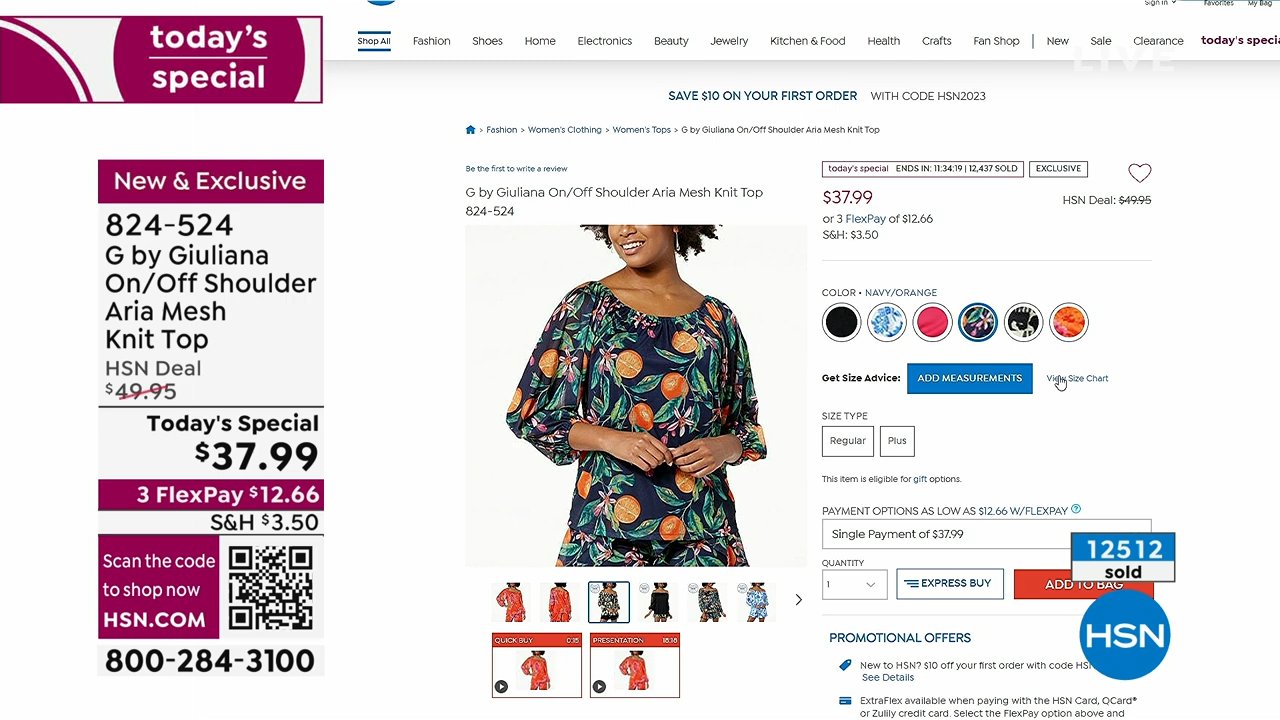 today's
special
New & Exclusive
824-524
G by Giuliana
On/Off Shoulder
Aria Mesh
Knit Top
HSN Deal
$49.95
Today's Special
$37.99
3 FlexPay $12.66
S&H $3.50
Scan the code
to shop now
HSN.COM
800-284-3100
Sign in
Favorites
My Bag
Shop All
Fashion
Shoes
Home
Electronics
Beauty
Jewelry
Kitchen & Food
Health
Crafts
Fan Shop
New
Sale
Clearance
today's specia
LIVE
SAVE $10 ON YOUR FIRST ORDER WITH CODE HSN2023
> Fashion > Women's Clothing > Women's Tops > G by Giuliana On/Off Shoulder Aria Mesh Knit Top
Be the first to write a review
G by Giuliana On/Off Shoulder Aria Mesh Knit Top
824-524
today's special ENDS IN: 11:34:19 | 12,437 SOLD
EXCLUSIVE
$37.99
HSN Deal: $49.95
or 3 FlexPay of $12.66
S&H: $3.50
COLOR • NAVY/ORANGE
Get Size Advice:
ADD MEASUREMENTS
View Size Chart
SIZE TYPE
Regular
Plus
This item is eligible for gift options.
PAYMENT OPTIONS AS LOW AS $12.66 W/FLEXPAY ?
Single Payment of $37.99
QUANTITY
1
EXPRESS BUY
ADD TO BAG
12512
sold
HSN
QUICK BUY 0:15
PRESENTATION 18:18
PROMOTIONAL OFFERS
New to HSN? $10 off your first order with code
See Details
ExtraFlex available when paying with the HSN Card, QCard®
or Zulily credit card. Select the FlexPay option above and